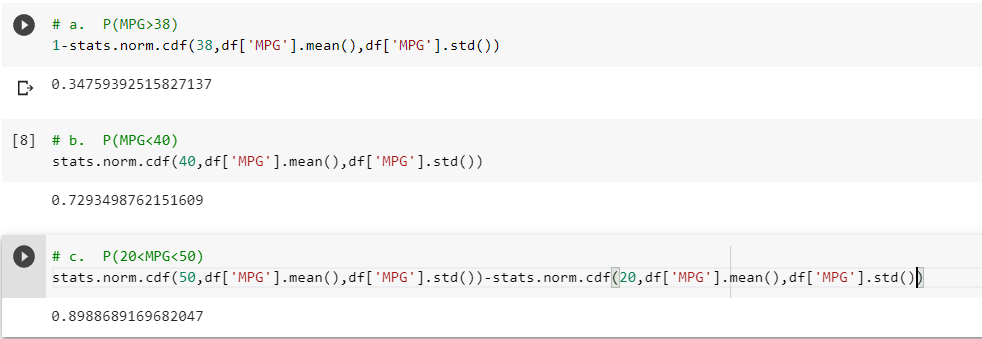 # a.  P(MPG>38)
1-stats.norm.cdf(38,df['MPG'].mean(),df['MPG'].std())
0.34759392515827137
[8] # b.  P(MPG<40)
stats.norm.cdf(40,df['MPG'].mean(),df['MPG'].std())
0.7293498762151609
# c.  P(20<MPG<50)
stats.norm.cdf(50,df['MPG'].mean(),df['MPG'].std())-stats.norm.cdf(20,df['MPG'].mean(),df['MPG'].std())
0.8988689169682047